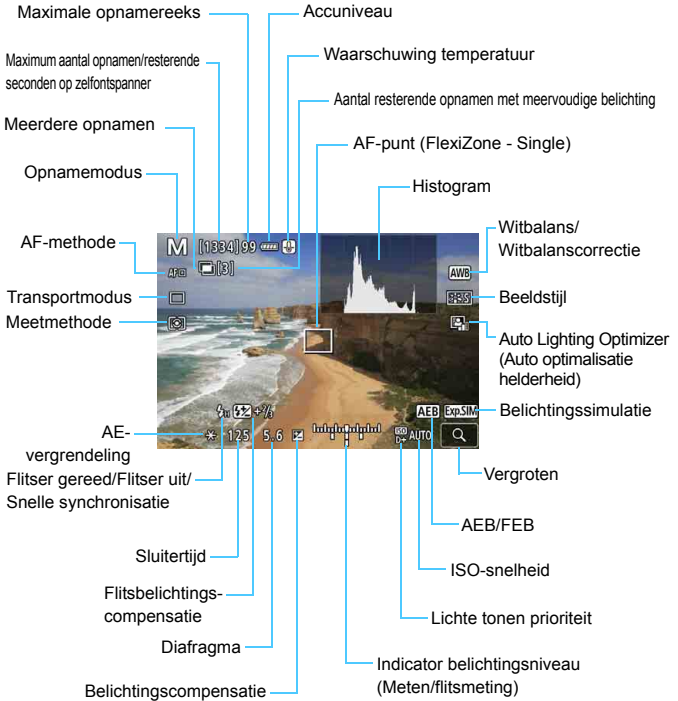 Maximale opnamereeks
Accuniveau
Maximum aantal opnamen/resterende
seconden op zelfontspanner
Waarschuwing temperatuur
Aantal resterende opnamen met meervoudige belichting
Meerdere opnamen
AF-punt (FlexiZone - Single)
Opnamemodus
Histogram
AF-methode
Witbalans/
Witbalanscorrectie
Transportmodus
Beeldstijl
Meetmethode
Auto Lighting Optimizer
(Auto optimalisatie
helderheid)
M [1334] 99
[3]
AF
AWB
+2/3
AEB Exp.SIM
125 5.6 ISO D+ AUTO
Belichtingssimulatie
AE-
vergrendeling
Flitser gereed/Flitser uit/
Snelle synchronisatie
Vergroten
AEB/FEB
Sluitertijd
ISO-snelheid
Flitsbelichtings-
compensatie
Lichte tonen prioriteit
Diafragma
Indicator belichtingsniveau
(Meten/flitsmeting)
Belichtingscompensatie